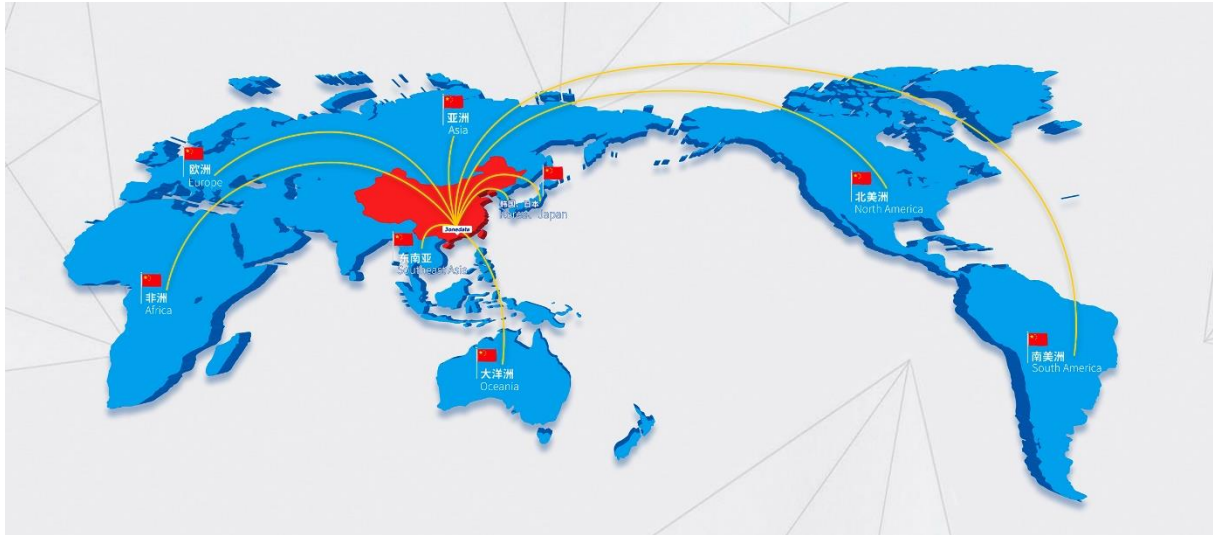 亚洲
Asia
欧洲
Europe
韩国 日本
Korea Japan
北美洲
North America
东南亚
Southeast Asia
非洲
Africa
大洋洲
Oceania
南美洲
South America